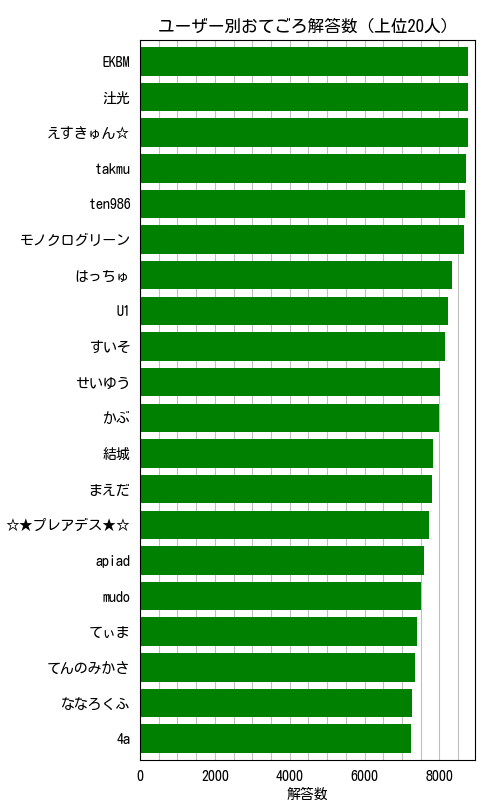 ユーザー別おてごろ解答数（上位20人）
EKBM
汢光
えすきゅん☆
takmu
ten986
モノクログリーン
はっちゅ
U1
すいそ
せいゆう
かぶ
結城
まえだ
☆★プレアデス★☆
apiad
mudo
てぃま
てんのみかさ
ななろくふ
4a
0 2000 4000 6000 8000
解答数